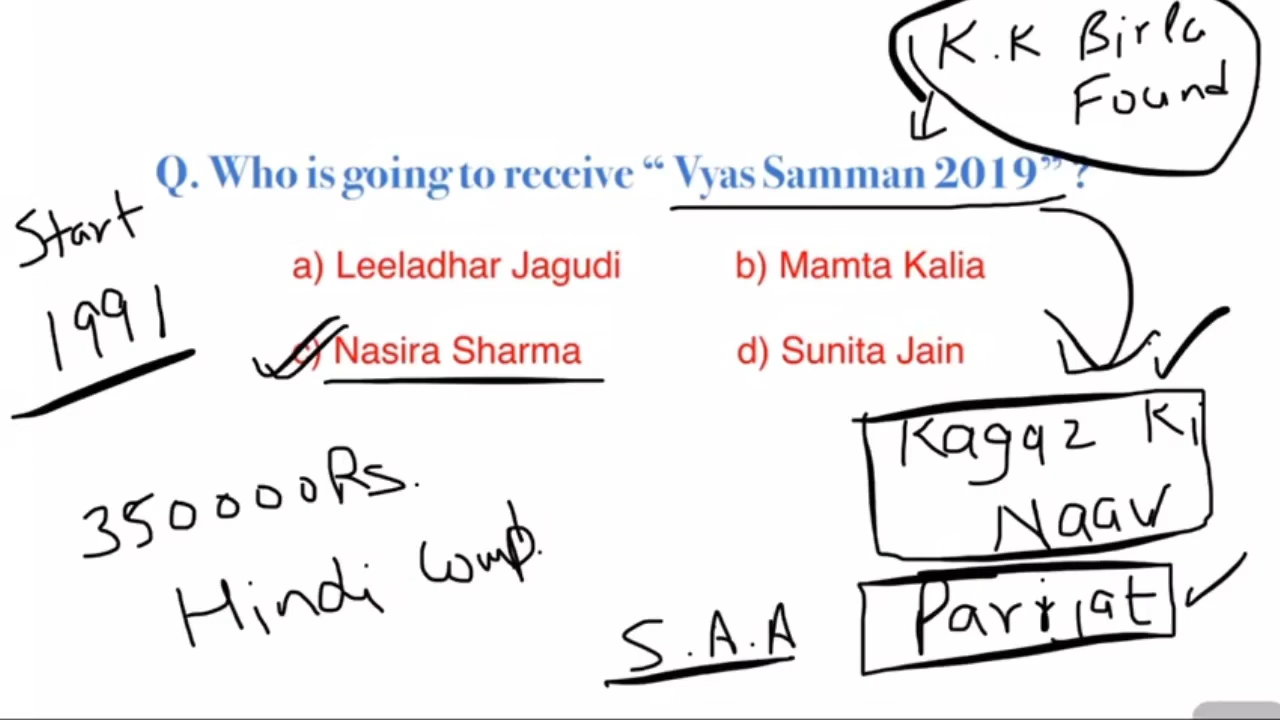 K.K Birla
Found
Q. Who is going to receive “ Vyas Samman 2019” ?
Start
1991
a) Leeladhar Jagudi
b) Mamta Kalia
c) Nasira Sharma
d) Sunita Jain
Kagaz Ki
Naav
350000Rs.
Hindi comp.
Parijat
S.A.A